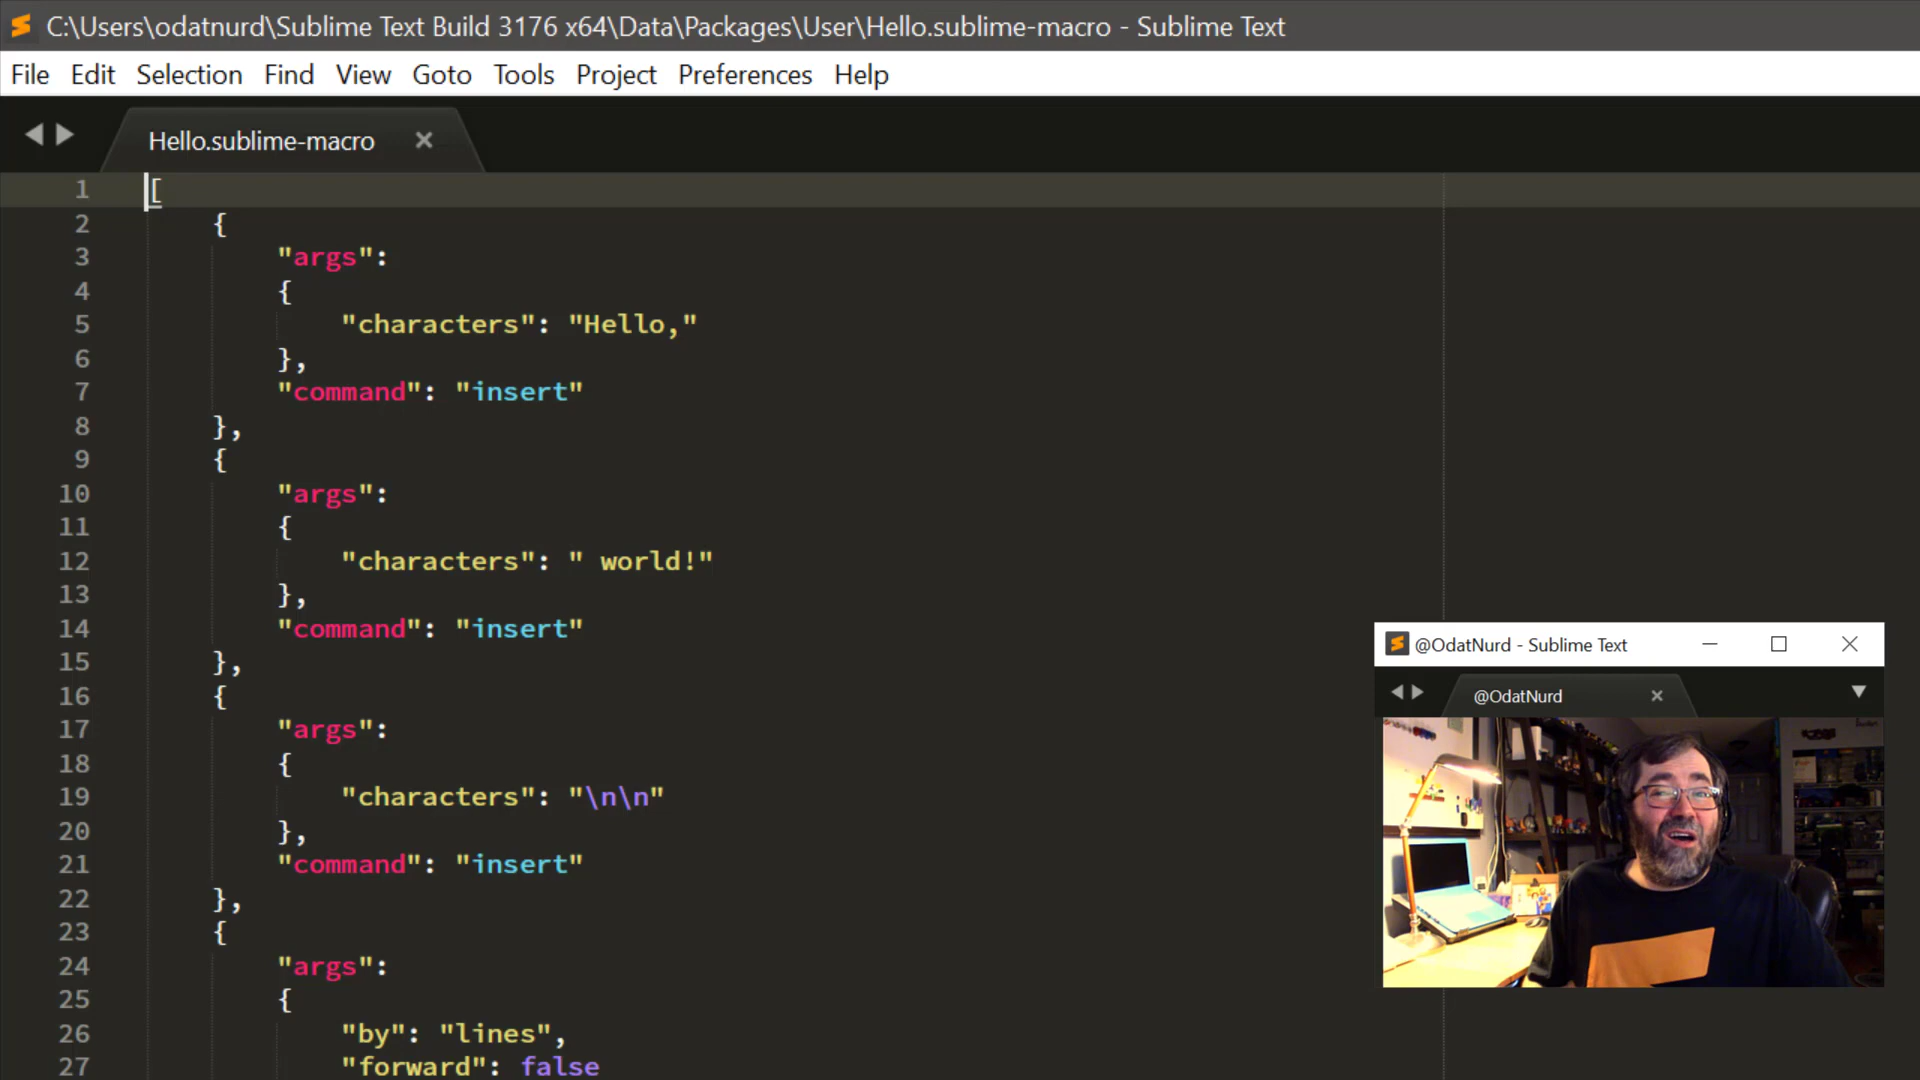 C:\Users\odatnurd\Sublime Text Build 3176 x64\Data\Packages\User\Hello.sublime-macro - Sublime Text
File Edit Selection Find View Goto Tools Project Preferences Help
Hello.sublime-macro
1 [
2 {
3 "args":
4 {
5 "characters": "Hello,"
6 },
7 "command": "insert"
8 },
9 {
10 "args":
11 {
12 "characters": " world!"
13 },
14 "command": "insert"
15 },
16 {
17 "args":
18 {
19 "characters": "\n\n"
20 },
21 "command": "insert"
22 },
23 {
24 "args":
25 {
26 "by": "lines",
27 "forward": false
@OdatNurd - Sublime Text
@OdatNurd